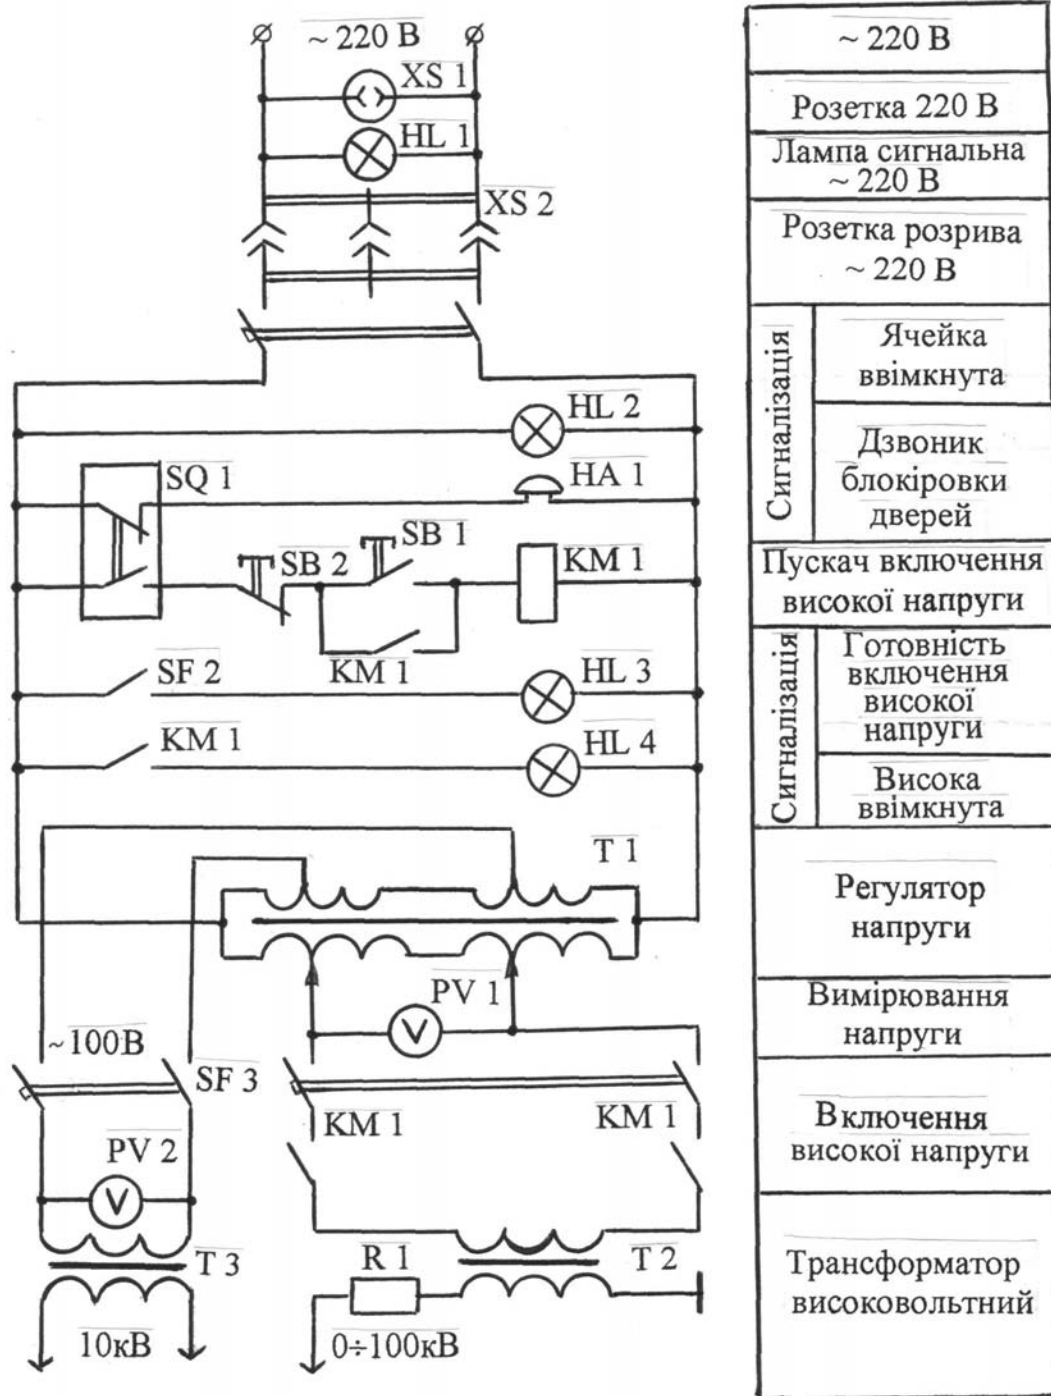 ~ 220 В
XS 1
HL 1
XS 2
HL 2
SQ 1
HA 1
SB 2
SB 1
KM 1
KM 1
SF 2
HL 3
KM 1
HL 4
T 1
PV 1
V
~100В
SF 3
KM 1
KM 1
PV 2
V
T 3
R 1
T 2
10кВ
0÷100кВ
~ 220 В
Розетка 220 В
Лампа сигнальна
~ 220 В
Розетка розрива
~ 220 В
Сигналізація
Ячейка
ввімкнута
Дзвоник
блокіровки
дверей
Пускач включення
високої напруги
Сигналізація
Готовність
включення
високої
напруги
Висока
ввімкнута
Регулятор
напруги
Вимірювання
напруги
Включення
високої напруги
Трансформатор
високовольтний